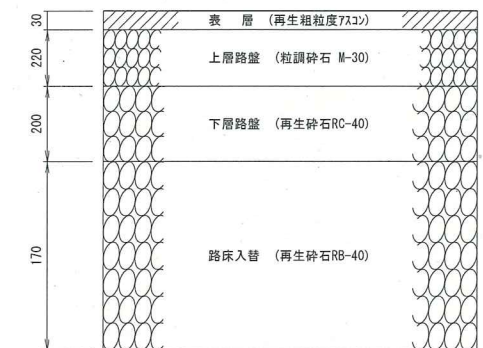 30
表　層　(再生粗粒度ｱｽｺﾝ)
220
上層路盤　(粒調砕石 M-30)
200
下層路盤　(再生砕石RC-40)
170
路床入替　(再生砕石RB-40)